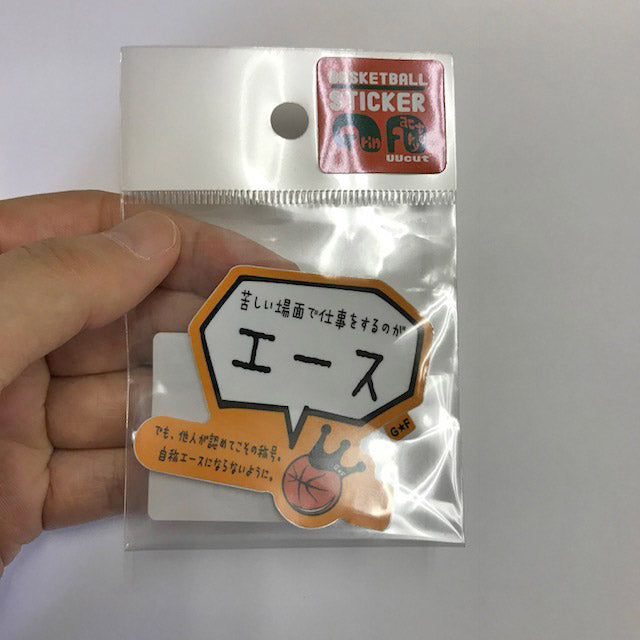 BASKETBALL
STICKER
UVcut
苦しい場面で仕事をするのが
エース
G★F
でも、他人が認めてこその称号。
自称エースにならないように。